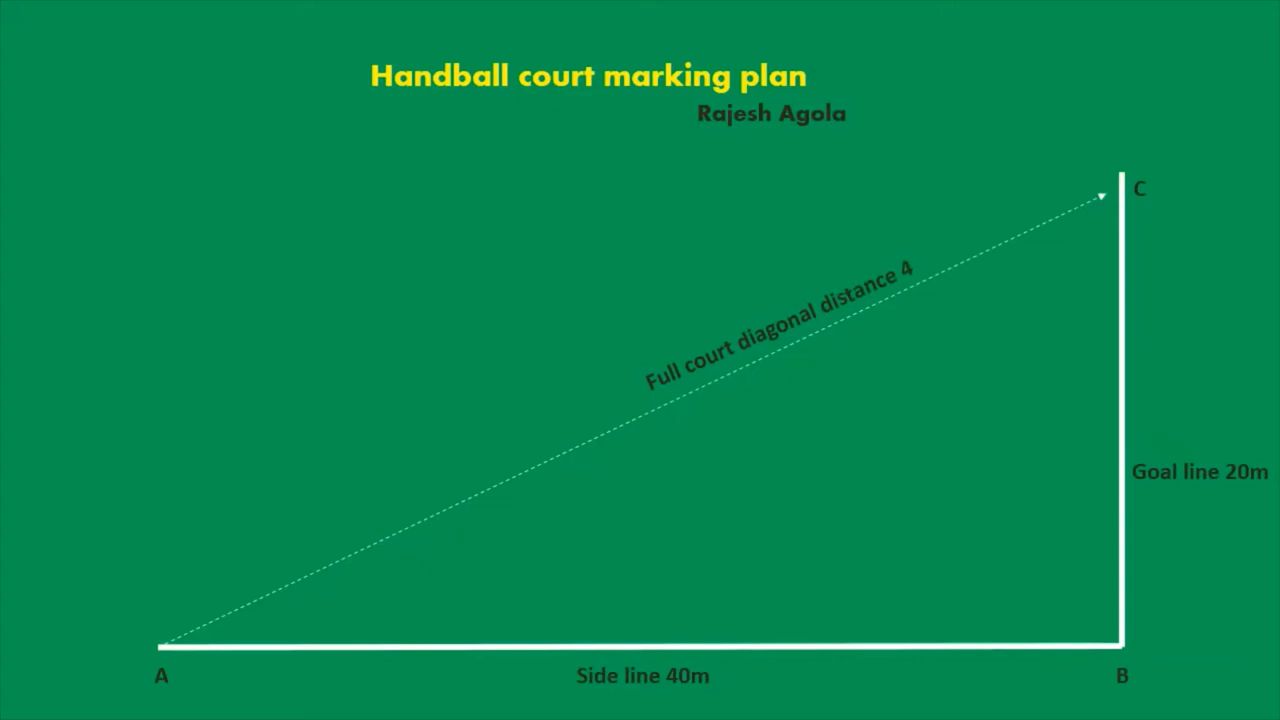 Handball court marking plan
Rajesh Agola
C
Full court diagonal distance 4
Goal line 20m
A
Side line 40m
B